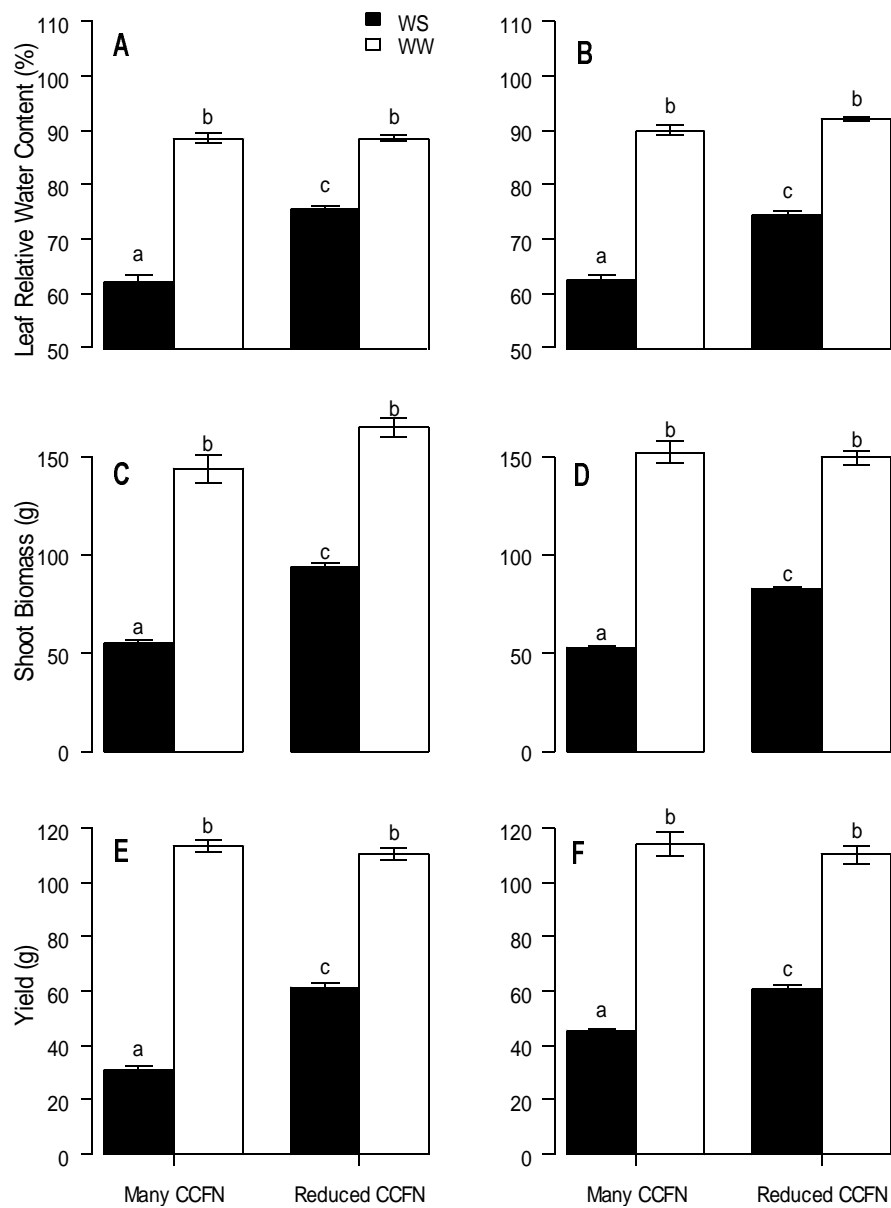 WS
WW
A
Leaf Relative Water Content (%)
110
100
90
80
70
60
50
a
b
c
b
B
110
100
90
80
70
60
50
a
b
c
b
C
Shoot Biomass (g)
150
100
50
0
a
b
c
b
D
150
100
50
0
a
b
c
b
E
Yield (g)
120
100
80
60
40
20
0
a
b
c
b
Many CCFN
Reduced CCFN
F
120
100
80
60
40
20
0
a
b
c
b
Many CCFN
Reduced CCFN